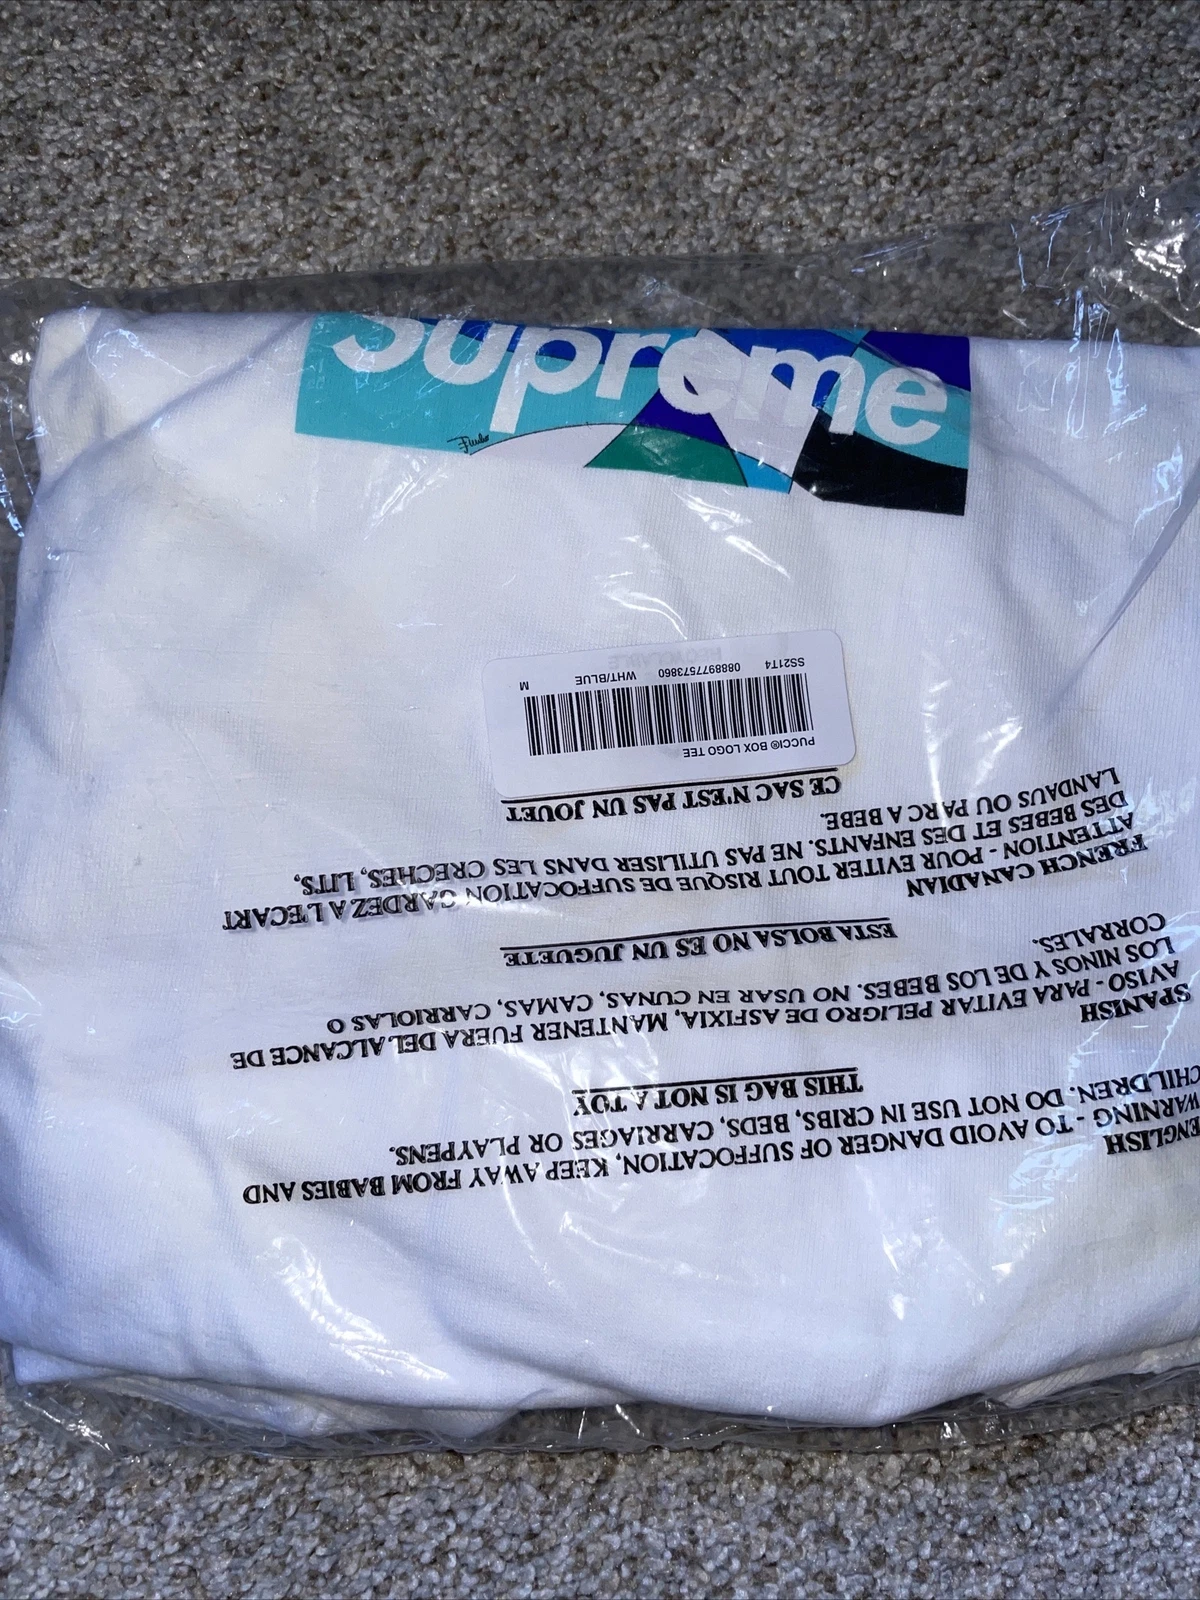 Supreme
PUCCI® BOX LOGO TEE
SS21T4 088897573860 WHT/BLUE M
ENGLISH
WARNING - TO AVOID DANGER OF SUFFOCATION, KEEP AWAY FROM BABIES AND
CHILDREN. DO NOT USE IN CRIBS, BEDS, CARRIAGES OR PLAYPENS.
THIS BAG IS NOT A TOY
SPANISH
AVISO - PARA EVITAR PELIGRO DE ASFIXIA, MANTENER FUERA DEL ALCANCE DE
LOS NINOS Y DE LOS BEBES. NO USAR EN CUNAS, CAMAS, CARRIOLAS O
CORRALES.
ESTA BOLSA NO ES UN JUGUETE
FRENCH CANADIAN
ATTENTION - POUR EVITER TOUT RISQUE DE SUFFOCATION GARDEZ A L'ECART
DES BEBES ET DES ENFANTS. NE PAS UTILISER DANS LES CRECHES, LITS,
LANDAUS OU PARC A BEBE.
CE SAC N'EST PAS UN JOUET